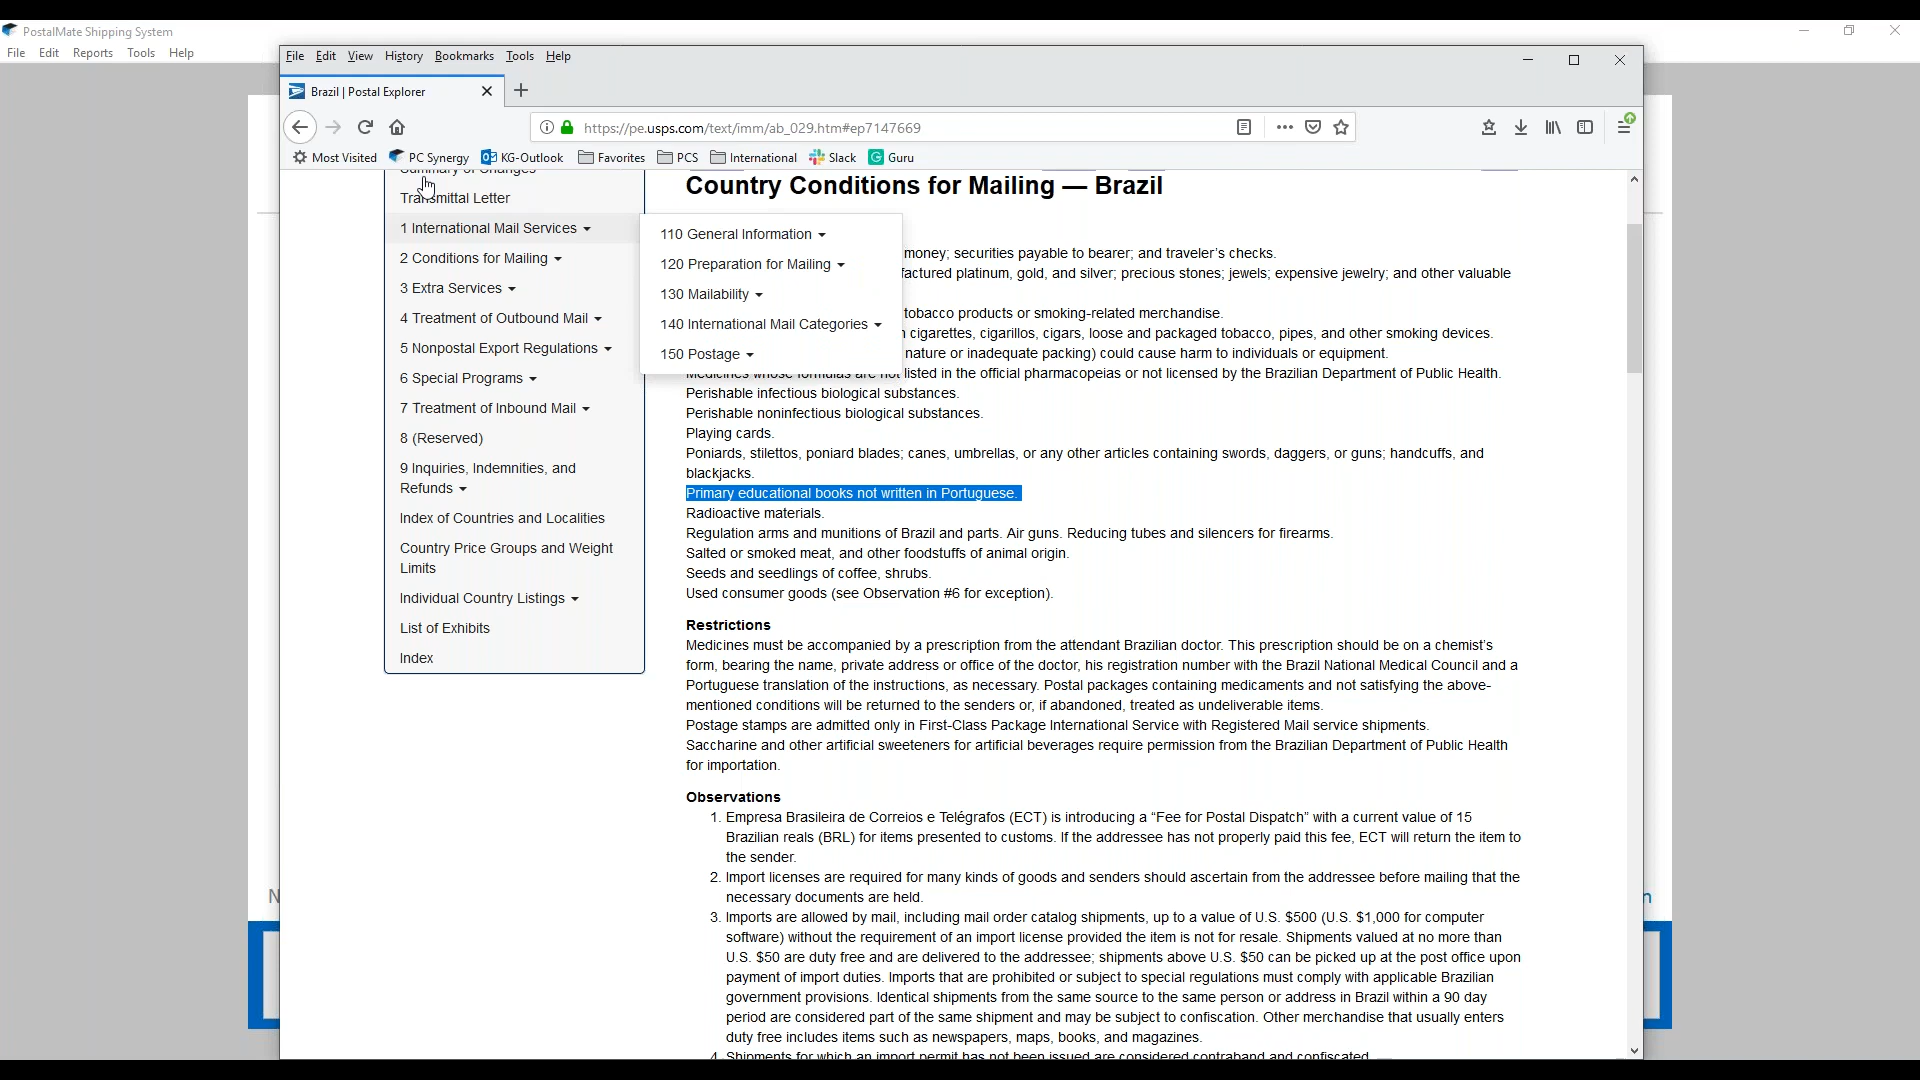 PostalMate Shipping System
File Edit Reports Tools Help
File Edit View History Bookmarks Tools Help
Brazil | Postal Explorer
https://pe.usps.com/text/imm/ab_029.htm#ep7147669
Most Visited PC Synergy KG-Outlook Favorites PCS International Slack Guru
Summary of Changes
Transmittal Letter
1 International Mail Services
2 Conditions for Mailing
3 Extra Services
4 Treatment of Outbound Mail
5 Nonpostal Export Regulations
6 Special Programs
7 Treatment of Inbound Mail
8 (Reserved)
9 Inquiries, Indemnities, and
Refunds
Index of Countries and Localities
Country Price Groups and Weight
Limits
Individual Country Listings
List of Exhibits
Index
110 General Information
120 Preparation for Mailing
130 Mailability
140 International Mail Categories
150 Postage
Country Conditions for Mailing — Brazil
money; securities payable to bearer; and traveler's checks.
factured platinum, gold, and silver; precious stones; jewels; expensive jewelry; and other valuable
tobacco products or smoking-related merchandise.
cigarettes, cigarillos, cigars, loose and packaged tobacco, pipes, and other smoking devices.
nature or inadequate packing) could cause harm to individuals or equipment.
Medicines whose formulas are not listed in the official pharmacopeias or not licensed by the Brazilian Department of Public Health.
Perishable infectious biological substances.
Perishable noninfectious biological substances.
Playing cards.
Poniards, stilettos, poniard blades; canes, umbrellas, or any other articles containing swords, daggers, or guns; handcuffs, and
blackjacks.
Primary educational books not written in Portuguese.
Radioactive materials.
Regulation arms and munitions of Brazil and parts. Air guns. Reducing tubes and silencers for firearms.
Salted or smoked meat, and other foodstuffs of animal origin.
Seeds and seedlings of coffee, shrubs.
Used consumer goods (see Observation #6 for exception).
Restrictions
Medicines must be accompanied by a prescription from the attendant Brazilian doctor. This prescription should be on a chemist's
form, bearing the name, private address or office of the doctor, his registration number with the Brazil National Medical Council and a
Portuguese translation of the instructions, as necessary. Postal packages containing medicaments and not satisfying the above-
mentioned conditions will be returned to the senders or, if abandoned, treated as undeliverable items.
Postage stamps are admitted only in First-Class Package International Service with Registered Mail service shipments.
Saccharine and other artificial sweeteners for artificial beverages require permission from the Brazilian Department of Public Health
for importation.
Observations
1. Empresa Brasileira de Correios e Telégrafos (ECT) is introducing a “Fee for Postal Dispatch” with a current value of 15
Brazilian reals (BRL) for items presented to customs. If the addressee has not properly paid this fee, ECT will return the item to
the sender.
2. Import licenses are required for many kinds of goods and senders should ascertain from the addressee before mailing that the
necessary documents are held.
3. Imports are allowed by mail, including mail order catalog shipments, up to a value of U.S. $500 (U.S. $1,000 for computer
software) without the requirement of an import license provided the item is not for resale. Shipments valued at no more than
U.S. $50 are duty free and are delivered to the addressee; shipments above U.S. $50 can be picked up at the post office upon
payment of import duties. Imports that are prohibited or subject to special regulations must comply with applicable Brazilian
government provisions. Identical shipments from the same source to the same person or address in Brazil within a 90 day
period are considered part of the same shipment and may be subject to confiscation. Other merchandise that usually enters
duty free includes items such as newspapers, maps, books, and magazines.
4. Shipments for which an import permit has not been issued are considered contraband and confiscated.